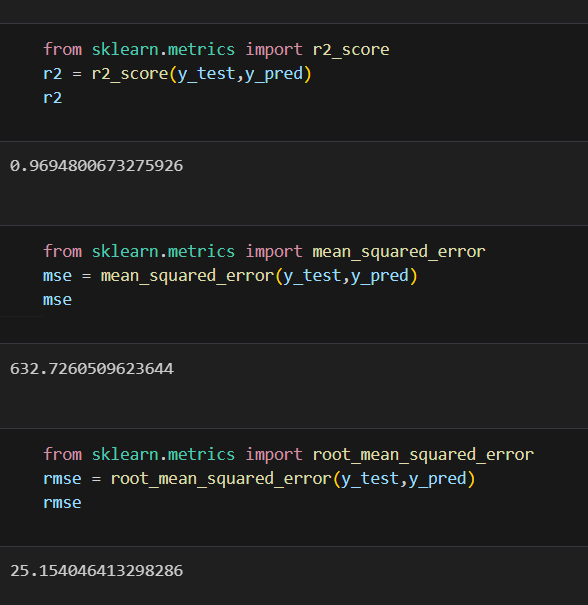 from sklearn.metrics import r2_score
r2 = r2_score(y_test,y_pred)
r2
0.9694800673275926
from sklearn.metrics import mean_squared_error
mse = mean_squared_error(y_test,y_pred)
mse
632.7260509623644
from sklearn.metrics import root_mean_squared_error
rmse = root_mean_squared_error(y_test,y_pred)
rmse
25.154046413298286